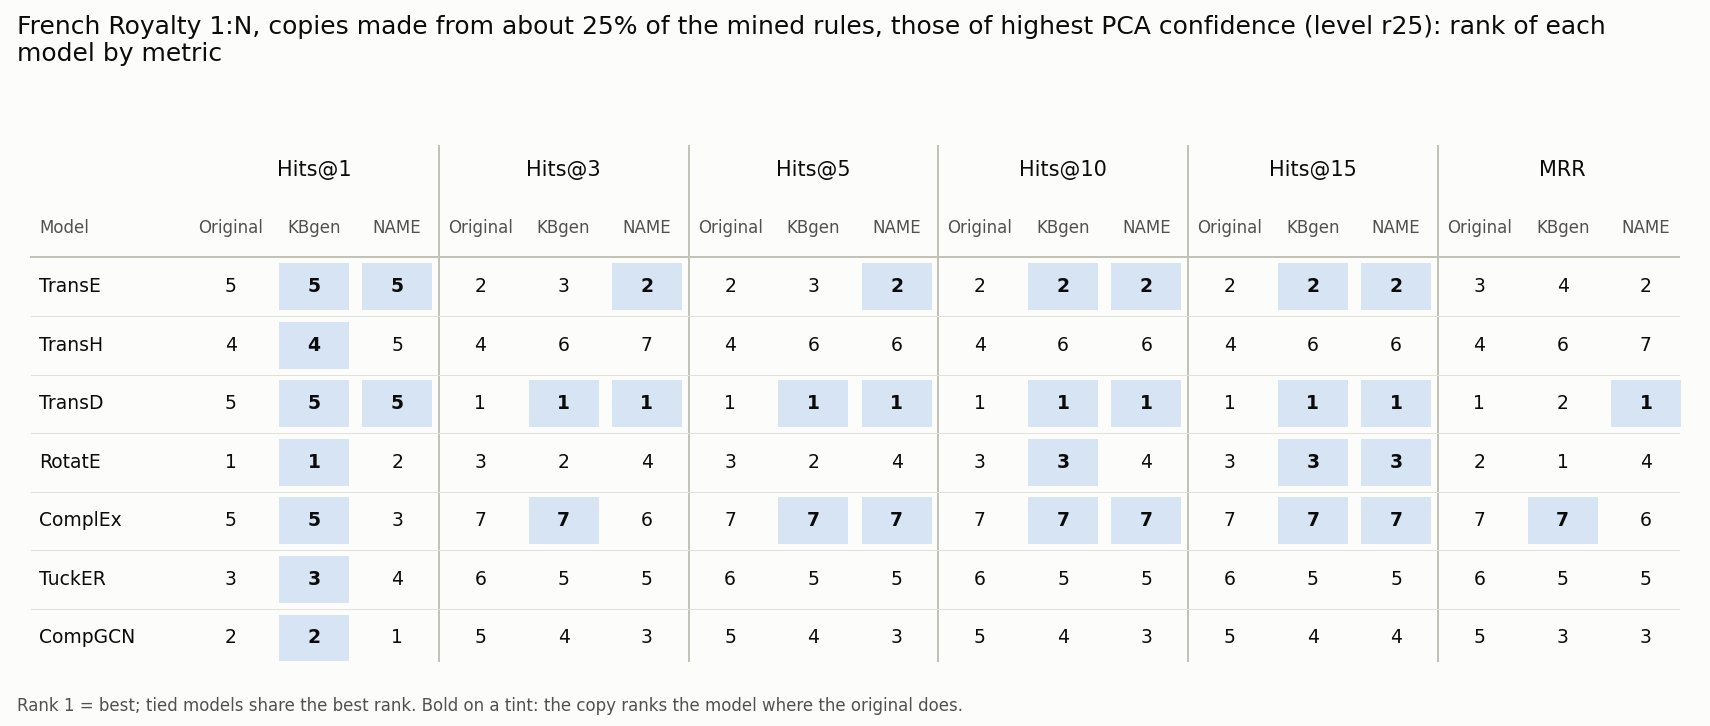 French Royalty 1:N, copies made from about 25% of the mined rules, those of highest PCA confidence (level r25): rank of each
model by metric
Hits@1 Hits@3 Hits@5 Hits@10 Hits@15 MRR
Model Original KBgen NAME Original KBgen NAME Original KBgen NAME Original KBgen NAME Original KBgen NAME Original KBgen NAME
TransE 5 5 5 2 3 2 2 3 2 2 2 2 2 2 2 3 4 2
TransH 4 4 5 4 6 7 4 6 6 4 6 6 4 6 6 4 6 7
TransD 5 5 5 1 1 1 1 1 1 1 1 1 1 1 1 1 2 1
RotatE 1 1 2 3 2 4 3 2 4 3 3 4 3 3 3 2 1 4
ComplEx 5 5 3 7 7 6 7 7 7 7 7 7 7 7 7 7 7 6
TuckER 3 3 4 6 5 5 6 5 5 6 5 5 6 5 5 6 5 5
CompGCN 2 2 1 5 4 3 5 4 3 5 4 3 5 4 4 5 3 3
Rank 1 = best; tied models share the best rank. Bold on a tint: the copy ranks the model where the original does.